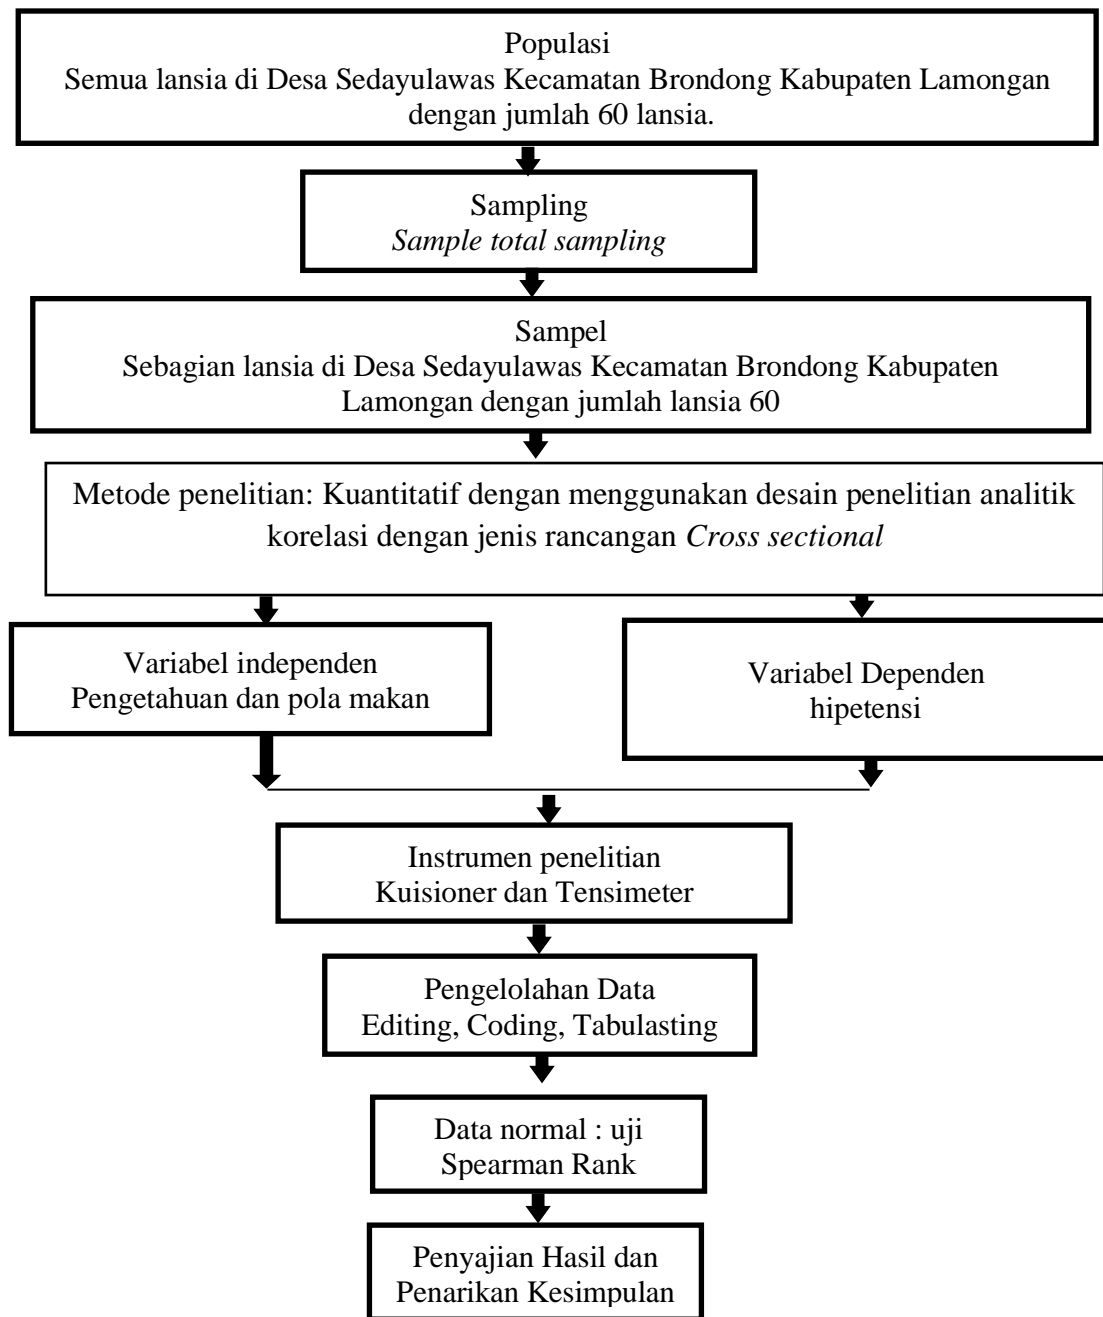 Populasi
Semua lansia di Desa Sedayulawas Kecamatan Brondong Kabupaten Lamongan
dengan jumlah 60 lansia.
Sampling
Sample total sampling
Sampel
Sebagian lansia di Desa Sedayulawas Kecamatan Brondong Kabupaten
Lamongan dengan jumlah lansia 60
Metode penelitian: Kuantitatif dengan menggunakan desain penelitian analitik
korelasi dengan jenis rancangan Cross sectional
Variabel independen
Pengetahuan dan pola makan
Variabel Dependen
hipetensi
Instrumen penelitian
Kuisioner dan Tensimeter
Pengelolahan Data
Editing, Coding, Tabulasting
Data normal : uji
Spearman Rank
Penyajian Hasil dan
Penarikan Kesimpulan